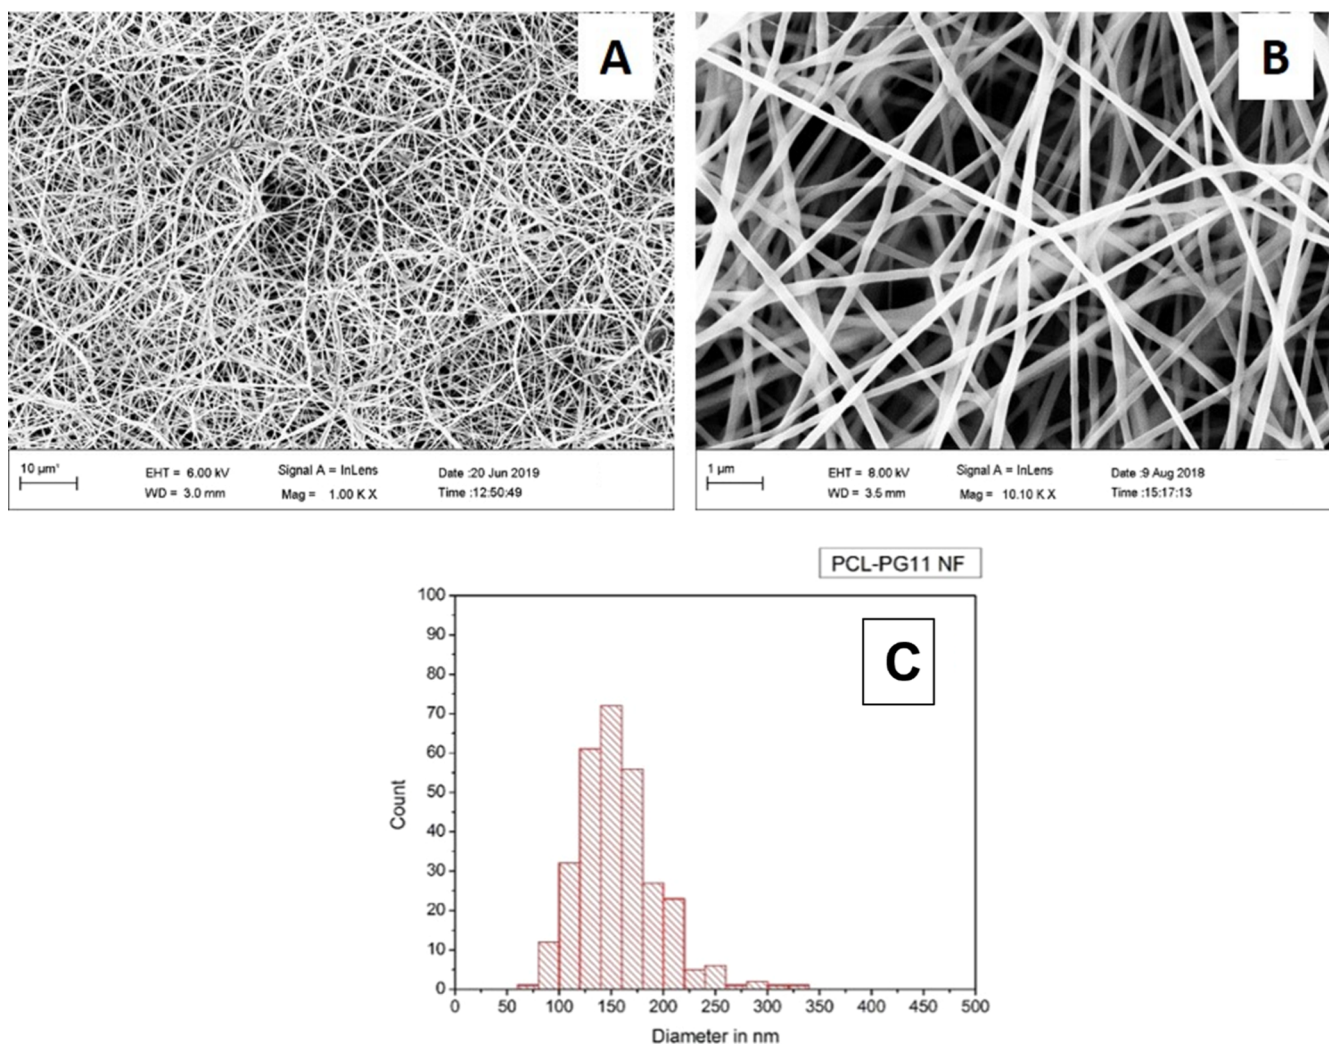 A
B
10 µm'
EHT = 6.00 kV
Signal A = InLens
Date :20 Jun 2019
WD = 3.0 mm
Mag = 1.00 K X
Time :12:50:49
1 µm
EHT = 8.00 kV
Signal A = InLens
Date :9 Aug 2018
WD = 3.5 mm
Mag = 10.10 K X
Time :15:17:13
PCL-PG11 NF
C
100
90
80
70
60
50
40
30
20
10
0
Count
0 50 100 150 200 250 300 350 400 450 500
Diameter in nm